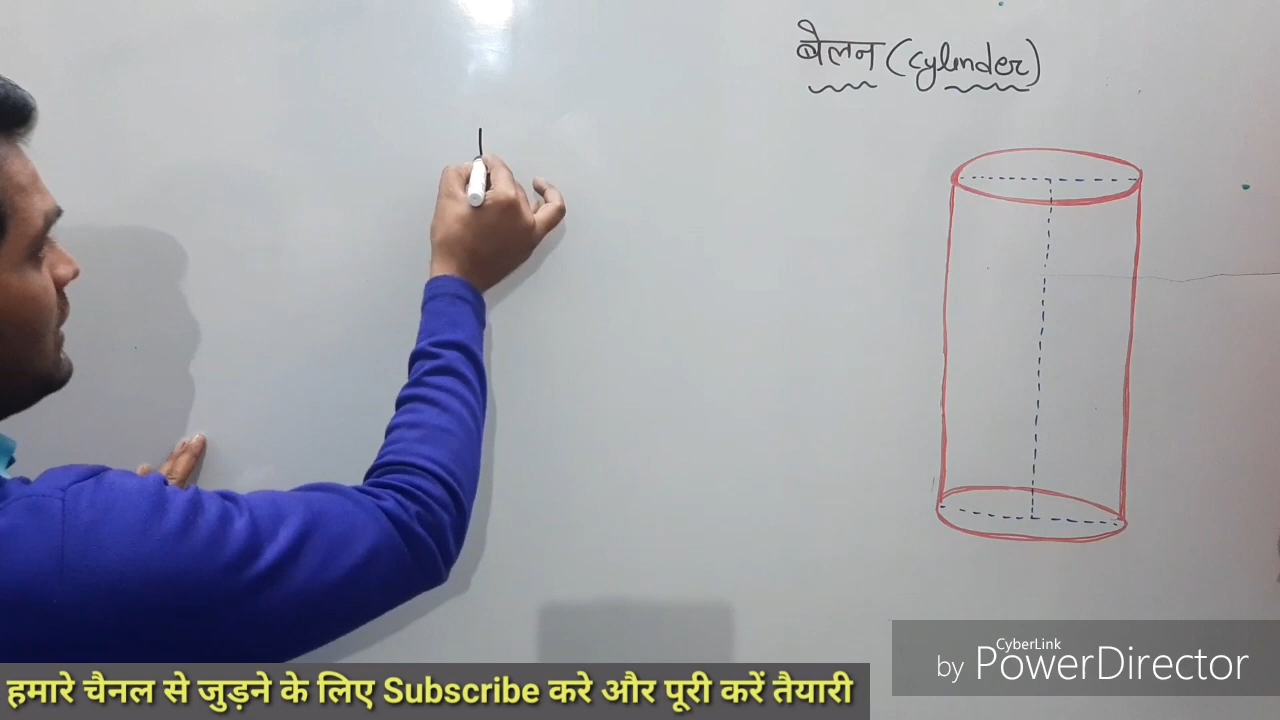 बेलन (Cylinder)
CyberLink
by PowerDirector
हमारे चैनल से जुड़ने के लिए Subscribe करे और पूरी करें तैयारी